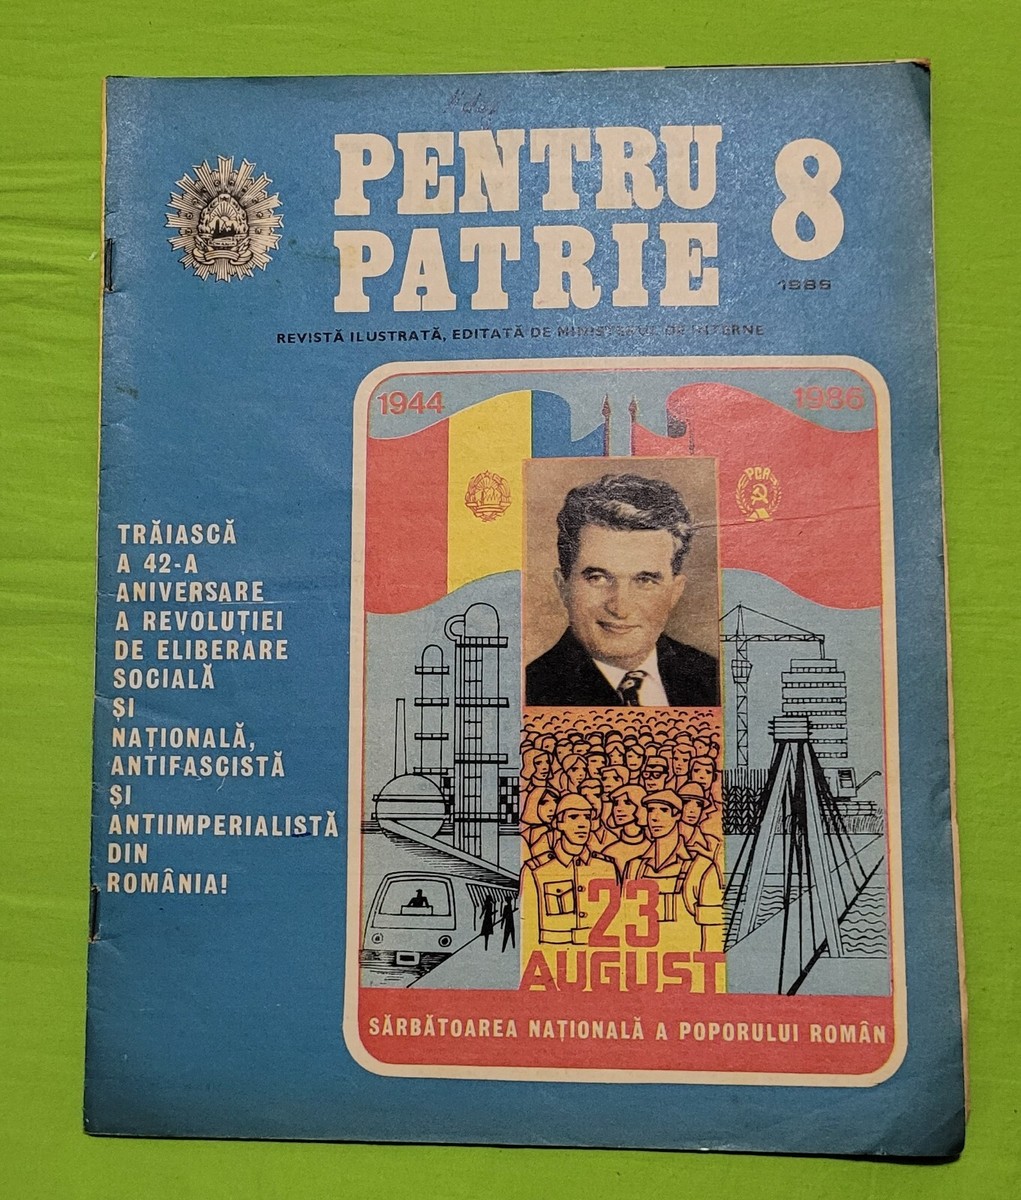 PENTRU
PATRIE
8
1986
REVISTĂ ILUSTRATĂ, EDITATĂ DE MINISTERUL DE INTERNE
1944
1986
PCR
TRĂIASCĂ
A 42-A
ANIVERSARE
A REVOLUȚIEI
DE ELIBERARE
SOCIALĂ
ȘI
NAȚIONALĂ,
ANTIFASCISTĂ
ȘI
ANTIIMPERIALISTĂ
DIN
ROMÂNIA!
23
AUGUST
SĂRBĂTOAREA NAȚIONALĂ A POPORULUI ROMÂN